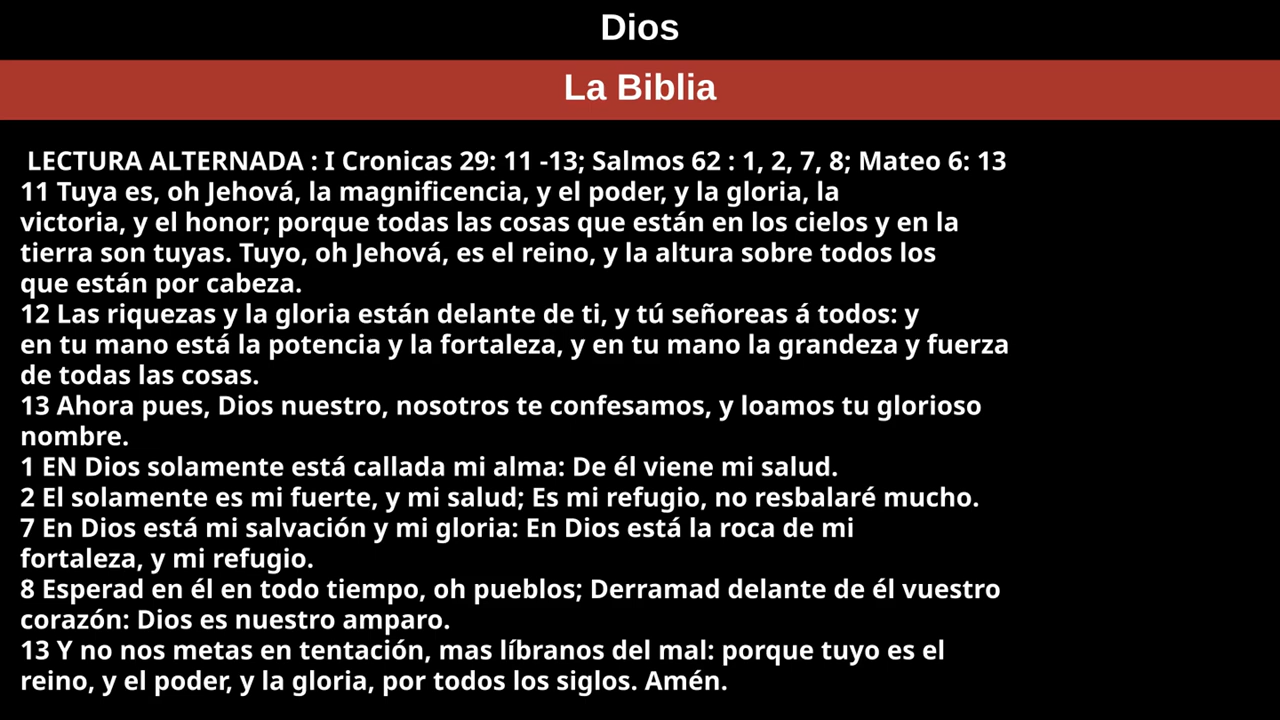 Dios
La Biblia
LECTURA ALTERNADA : I Cronicas 29: 11 -13; Salmos 62 : 1, 2, 7, 8; Mateo 6: 13
11 Tuya es, oh Jehová, la magnificencia, y el poder, y la gloria, la
victoria, y el honor; porque todas las cosas que están en los cielos y en la
tierra son tuyas. Tuyo, oh Jehová, es el reino, y la altura sobre todos los
que están por cabeza.
12 Las riquezas y la gloria están delante de ti, y tú señoreas á todos: y
en tu mano está la potencia y la fortaleza, y en tu mano la grandeza y fuerza
de todas las cosas.
13 Ahora pues, Dios nuestro, nosotros te confesamos, y loamos tu glorioso
nombre.
1 EN Dios solamente está callada mi alma: De él viene mi salud.
2 El solamente es mi fuerte, y mi salud; Es mi refugio, no resbalaré mucho.
7 En Dios está mi salvación y mi gloria: En Dios está la roca de mi
fortaleza, y mi refugio.
8 Esperad en él en todo tiempo, oh pueblos; Derramad delante de él vuestro
corazón: Dios es nuestro amparo.
13 Y no nos metas en tentación, mas líbranos del mal: porque tuyo es el
reino, y el poder, y la gloria, por todos los siglos. Amén.